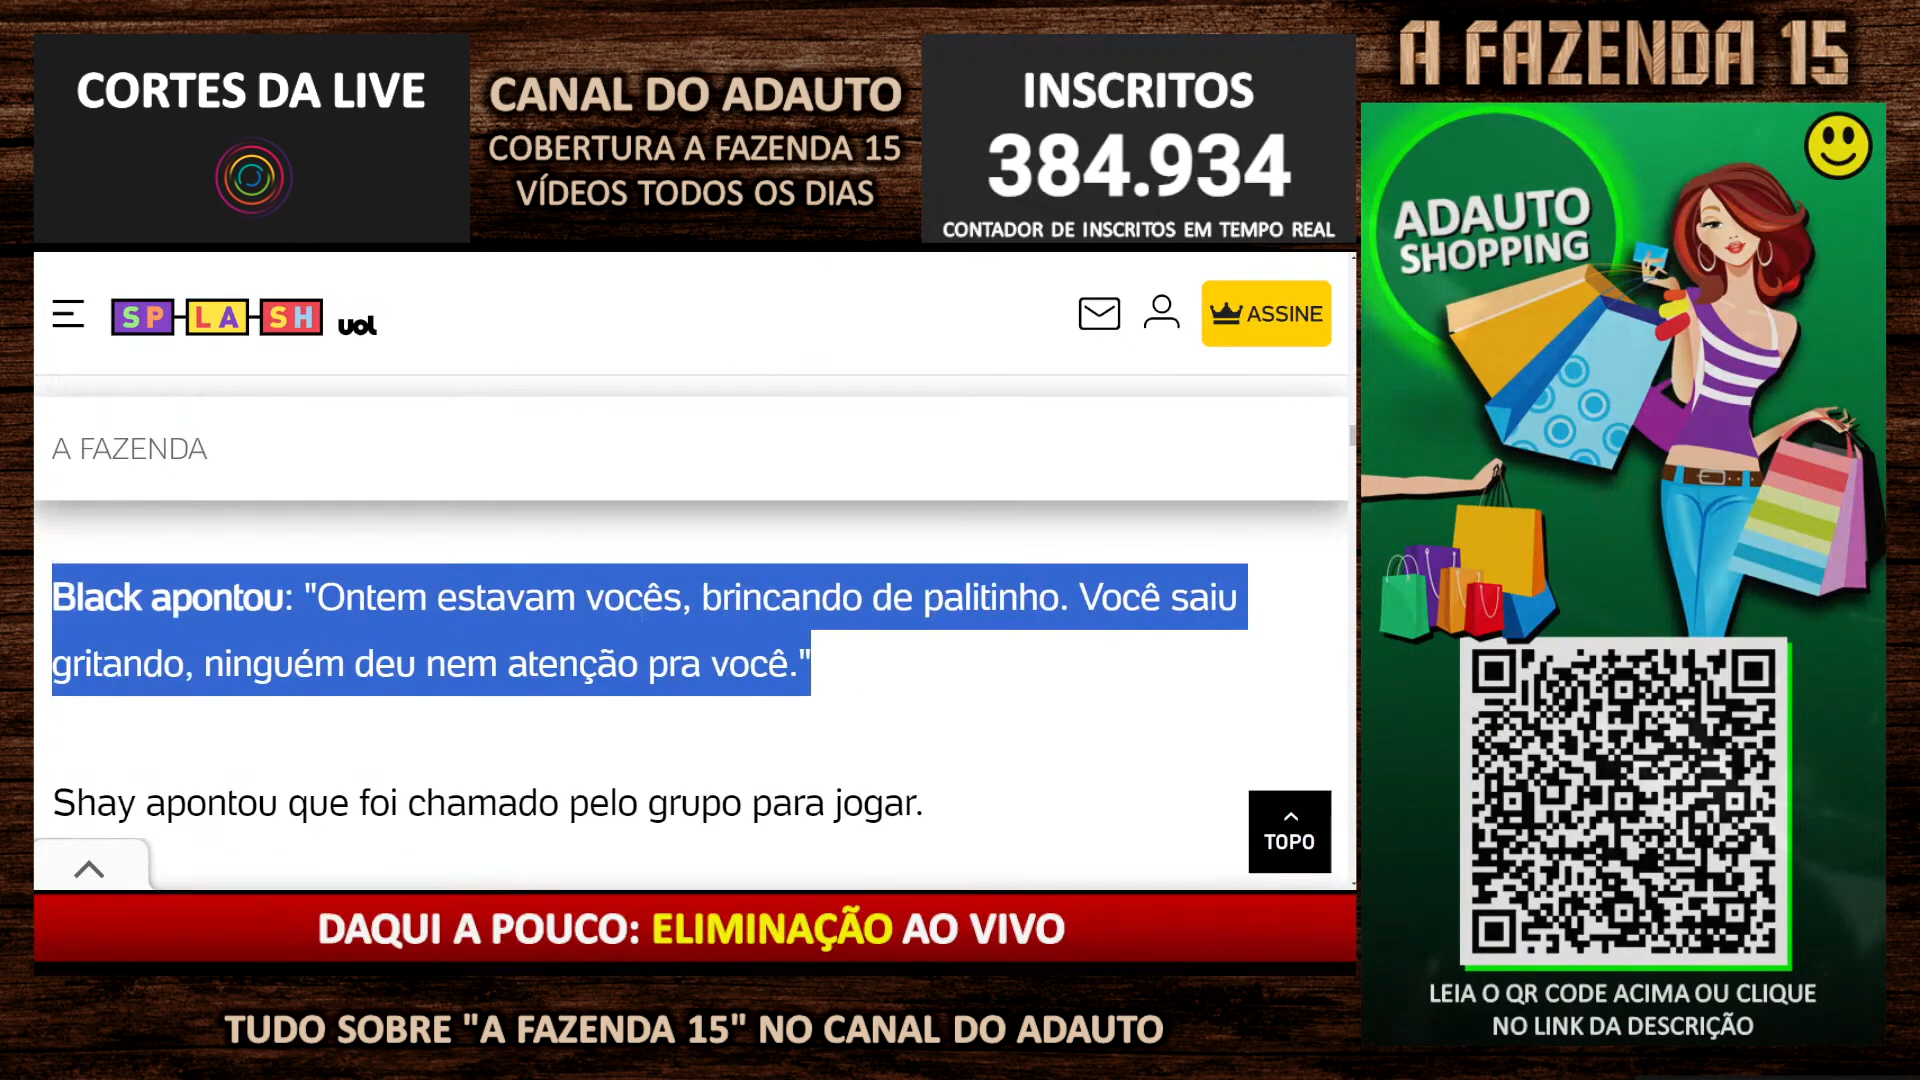 CORTES DA LIVE
CANAL DO ADAUTO
COBERTURA A FAZENDA 15
VÍDEOS TODOS OS DIAS
INSCRITOS
384.934
CONTADOR DE INSCRITOS EM TEMPO REAL
A FAZENDA 15
ADAUTO
SHOPPING
SPLASH uol
ASSINE
A FAZENDA
Black apontou: "Ontem estavam vocês, brincando de palitinho. Você saiu
gritando, ninguém deu nem atenção pra você."
Shay apontou que foi chamado pelo grupo para jogar.
TOPO
DAQUI A POUCO: ELIMINAÇÃO AO VIVO
TUDO SOBRE "A FAZENDA 15" NO CANAL DO ADAUTO
LEIA O QR CODE ACIMA OU CLIQUE
NO LINK DA DESCRIÇÃO